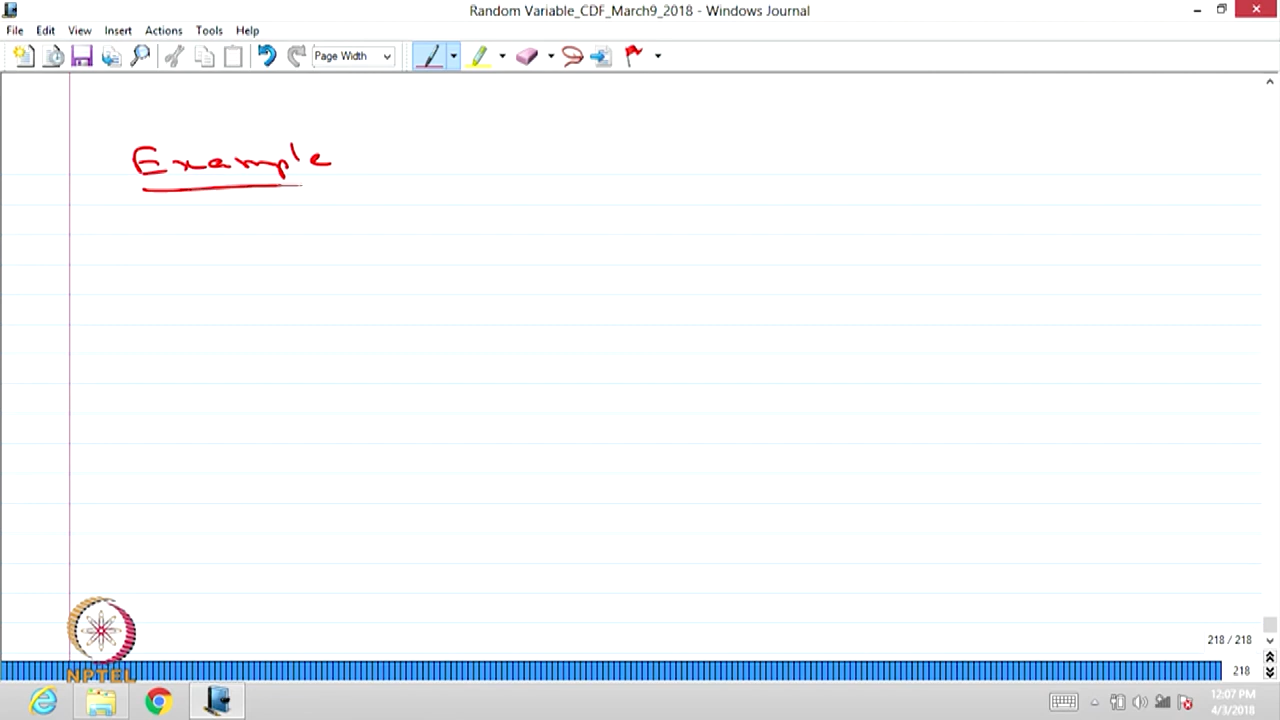 Random Variable_CDF_March9_2018 - Windows Journal
File Edit View Insert Actions Tools Help
Page Width
Example
218 / 218
218
NPTEL
12:07 PM
4/3/2018